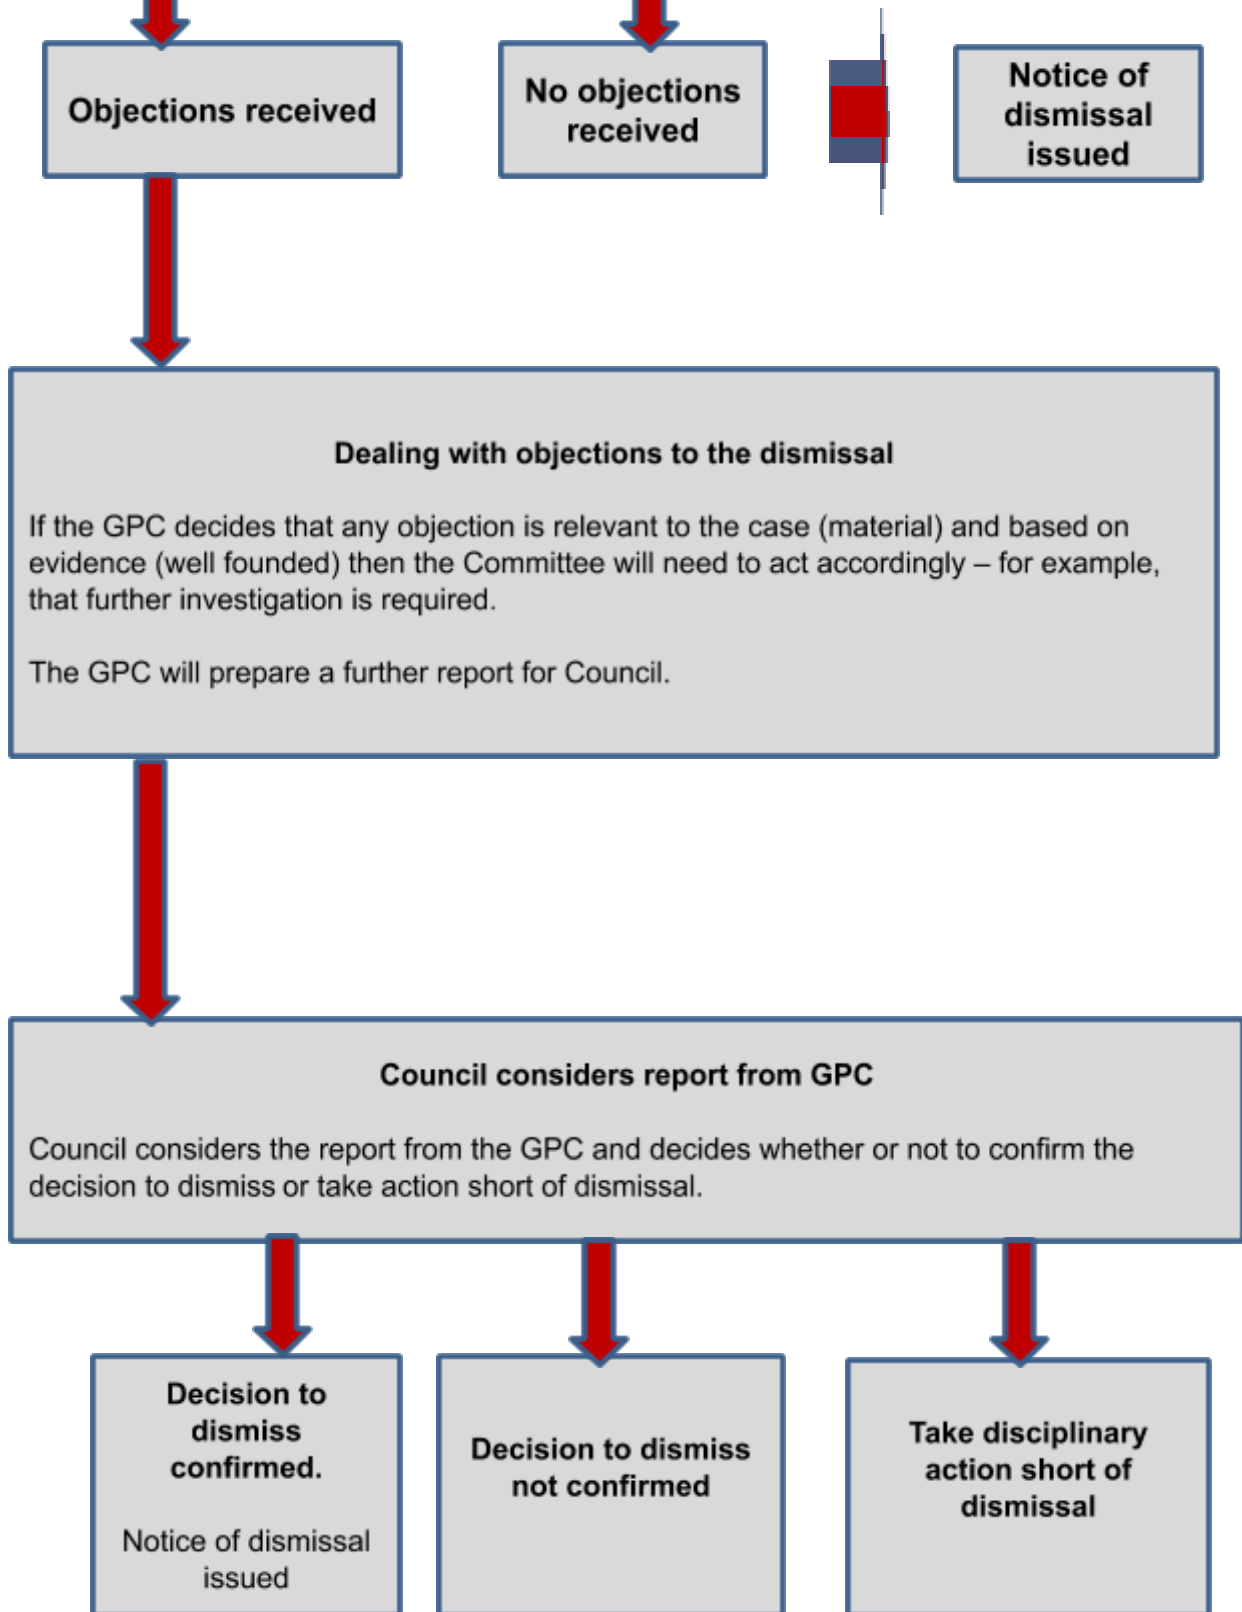 Objections received
No objections
received
Notice of
dismissal
issued
Dealing with objections to the dismissal
If the GPC decides that any objection is relevant to the case (material) and based on
evidence (well founded) then the Committee will need to act accordingly – for example,
that further investigation is required.
The GPC will prepare a further report for Council.
Council considers report from GPC
Council considers the report from the GPC and decides whether or not to confirm the
decision to dismiss or take action short of dismissal.
Decision to
dismiss
confirmed.
Notice of dismissal
issued
Decision to dismiss
not confirmed
Take disciplinary
action short of
dismissal